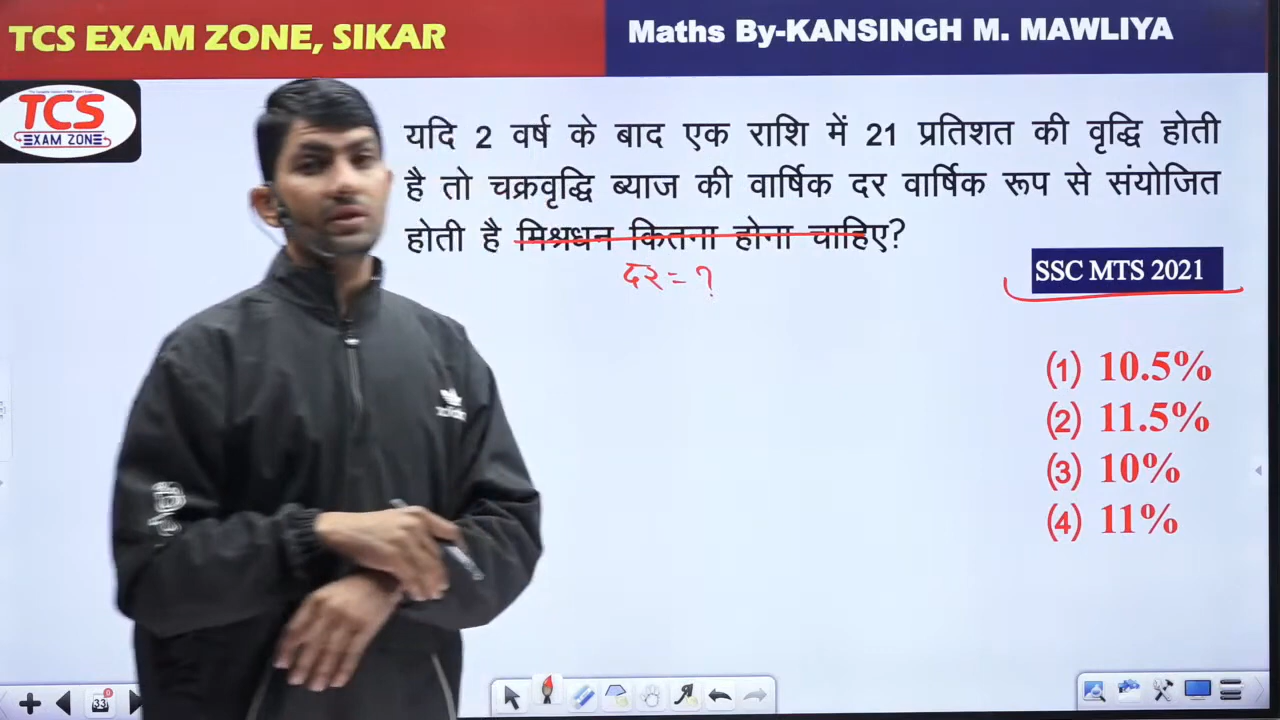 TCS EXAM ZONE, SIKAR
Maths By-KANSINGH M. MAWLIYA
TCS
EXAM ZONE
यदि 2 वर्ष के बाद एक राशि में 21 प्रतिशत की वृद्धि होती
है तो चक्रवृद्धि ब्याज की वार्षिक दर वार्षिक रूप से संयोजित
होती है मिश्रधन कितना होना चाहिए?
दर = ?
SSC MTS 2021
(1) 10.5%
(2) 11.5%
(3) 10%
(4) 11%
33